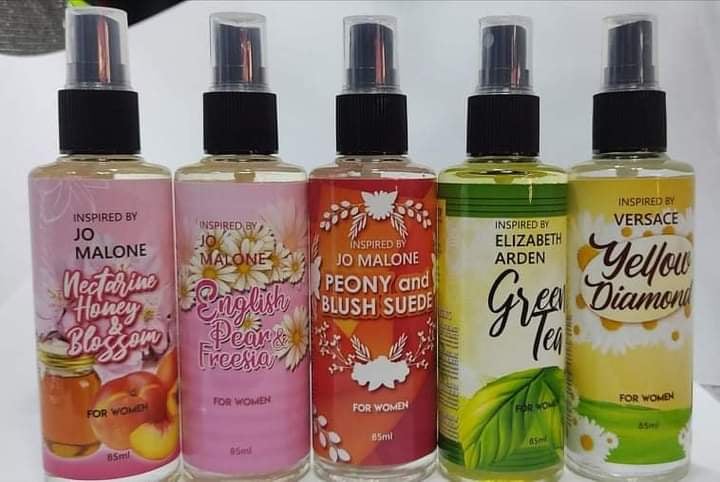 INSPIRED BY
JO
MALONE
Nectarine
Honey
&
Blossom
FOR WOMEN
85ml
INSPIRED BY
JO
MALONE
English
Pear &
Freesia
FOR WOMEN
85ml
INSPIRED BY
JO MALONE
PEONY and
BLUSH SUEDE
FOR WOMEN
85ml
INSPIRED BY
ELIZABETH
ARDEN
Green
Tea
FOR WOME
85ml
INSPIRED BY
VERSACE
Yellow
Diamond
FOR WOMEN
85ml